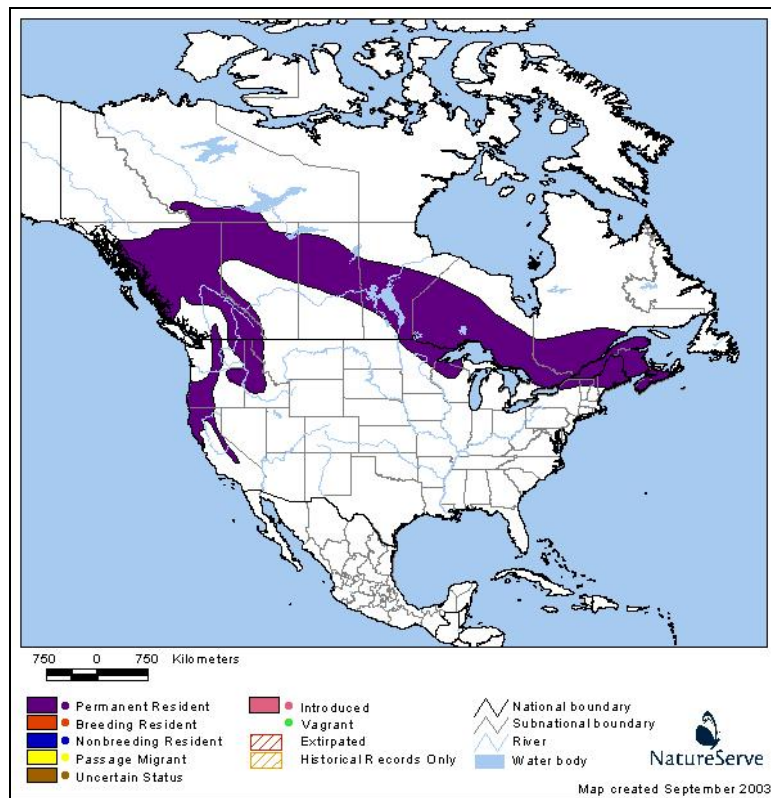 750 0 750 Kilometers
Permanent Resident
Breeding Resident
Nonbreeding Resident
Passage Migrant
Uncertain Status
Introduced
Vagrant
Extirpated
Historical Records Only
National boundary
Subnational boundary
River
Water body
NatureServe
Map created September 2003